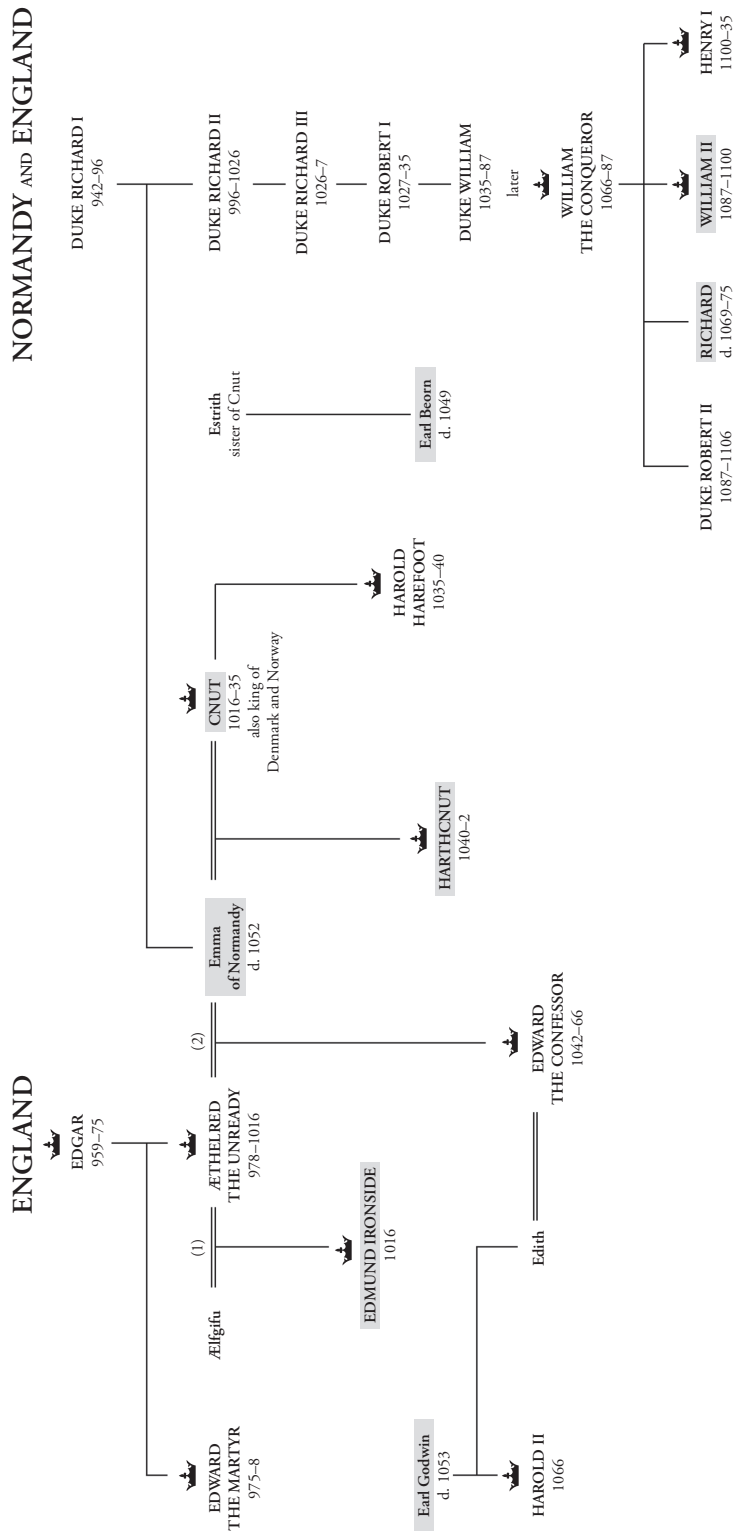 ENGLAND
NORMANDY AND ENGLAND
EDGAR
959–75
DUKE RICHARD I
942–96
EDWARD
THE MARTYR
975–8
Ælfgifu
(1)
ÆTHELRED
THE UNREADY
978–1016
(2)
Emma
of Normandy
d. 1052
CNUT
1016–35
also king of
Denmark and Norway
Estrith
sister of Cnut
DUKE RICHARD II
996–1026
DUKE RICHARD III
1026–7
EDMUND IRONSIDE
1016
HARTHCNUT
1040–2
HAROLD
HAREFOOT
1035–40
Earl Beorn
d. 1049
DUKE ROBERT I
1027–35
Earl Godwin
d. 1053
DUKE WILLIAM
1035–87
later
HAROLD II
1066
Edith
EDWARD
THE CONFESSOR
1042–66
WILLIAM
THE CONQUEROR
1066–87
DUKE ROBERT II
1087–1106
RICHARD
d. 1069–75
WILLIAM II
1087–1100
HENRY I
1100–35